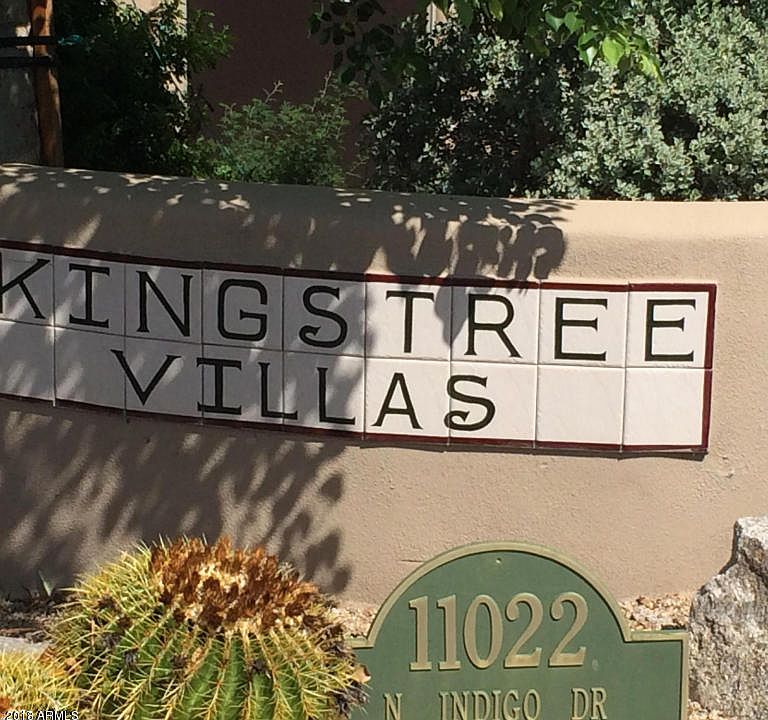 KINGSTREE
VILLAS
11022
N INDIGO DR
2018 ARMLS